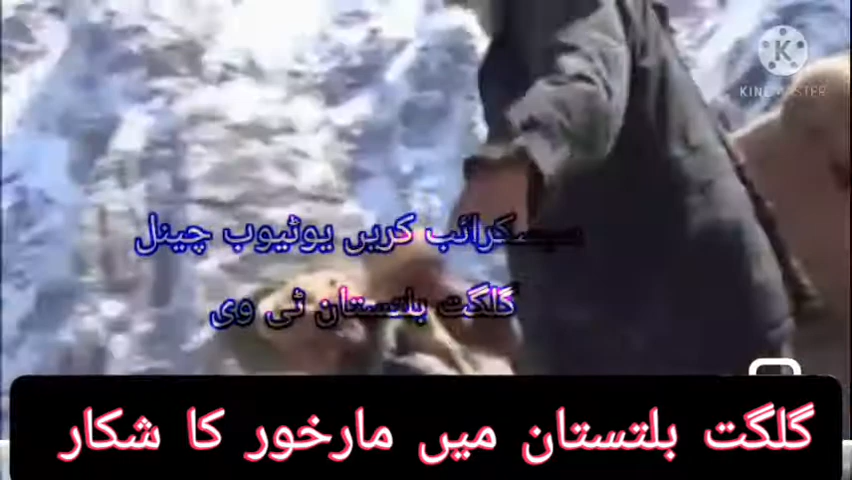 KINEMASTER
سبسکرائب کریں یوٹیوب چینل
گلگت بلتستان ٹی وی
گلگت بلتستان میں مارخور کا شکار